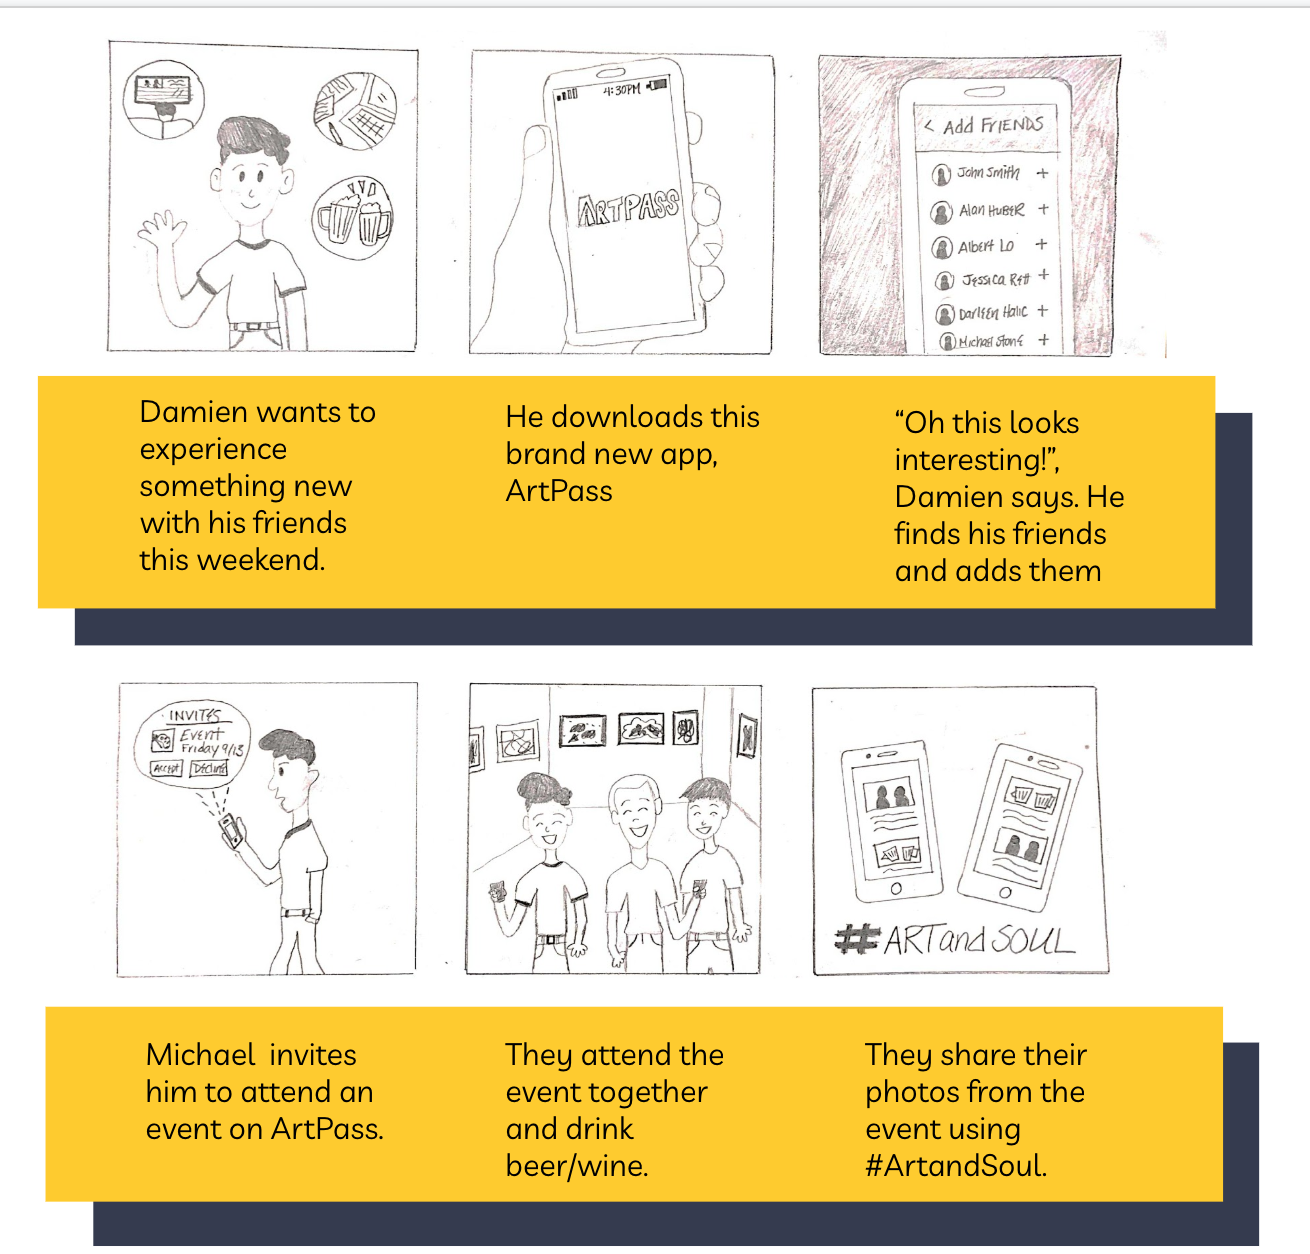 4:30PM
ARTPASS
< Add FRIENDS
John Smith +
Alan HubER +
Albert Lo +
Jessica Rett +
Darleen Halic +
Michael Stone +
Damien wants to
experience
something new
with his friends
this weekend.
He downloads this
brand new app,
ArtPass
“Oh this looks
interesting!”,
Damien says. He
finds his friends
and adds them
INVITES
Event
Friday 9/13
Accept Decline
#ARTandSOUL
Michael invites
him to attend an
event on ArtPass.
They attend the
event together
and drink
beer/wine.
They share their
photos from the
event using
#ArtandSoul.